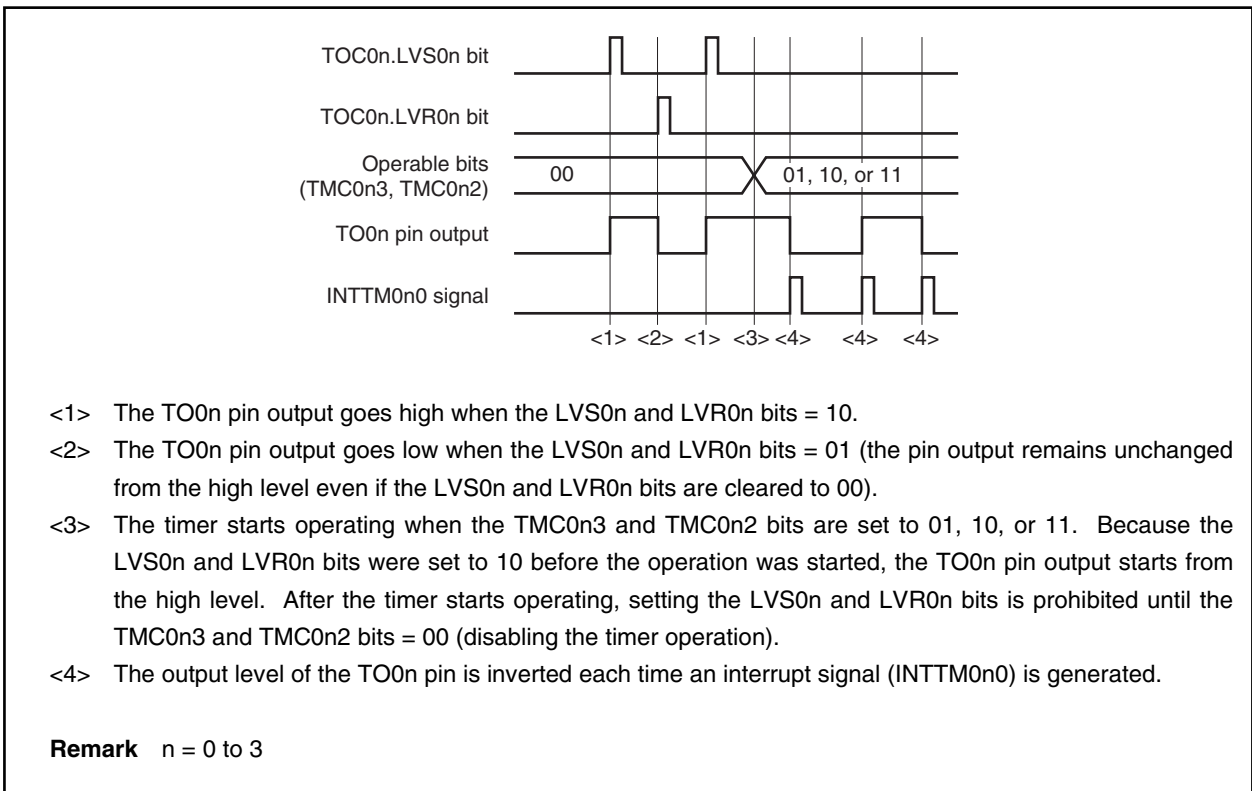 TOC0n.LVS0n bit
TOC0n.LVR0n bit
Operable bits
(TMC0n3, TMC0n2)
00
01, 10, or 11
TO0n pin output
INTTM0n0 signal
<1> <2> <1> <3> <4> <4> <4>
<1> The TO0n pin output goes high when the LVS0n and LVR0n bits = 10.
<2> The TO0n pin output goes low when the LVS0n and LVR0n bits = 01 (the pin output remains unchanged
from the high level even if the LVS0n and LVR0n bits are cleared to 00).
<3> The timer starts operating when the TMC0n3 and TMC0n2 bits are set to 01, 10, or 11. Because the
LVS0n and LVR0n bits were set to 10 before the operation was started, the TO0n pin output starts from
the high level. After the timer starts operating, setting the LVS0n and LVR0n bits is prohibited until the
TMC0n3 and TMC0n2 bits = 00 (disabling the timer operation).
<4> The output level of the TO0n pin is inverted each time an interrupt signal (INTTM0n0) is generated.
Remark n = 0 to 3